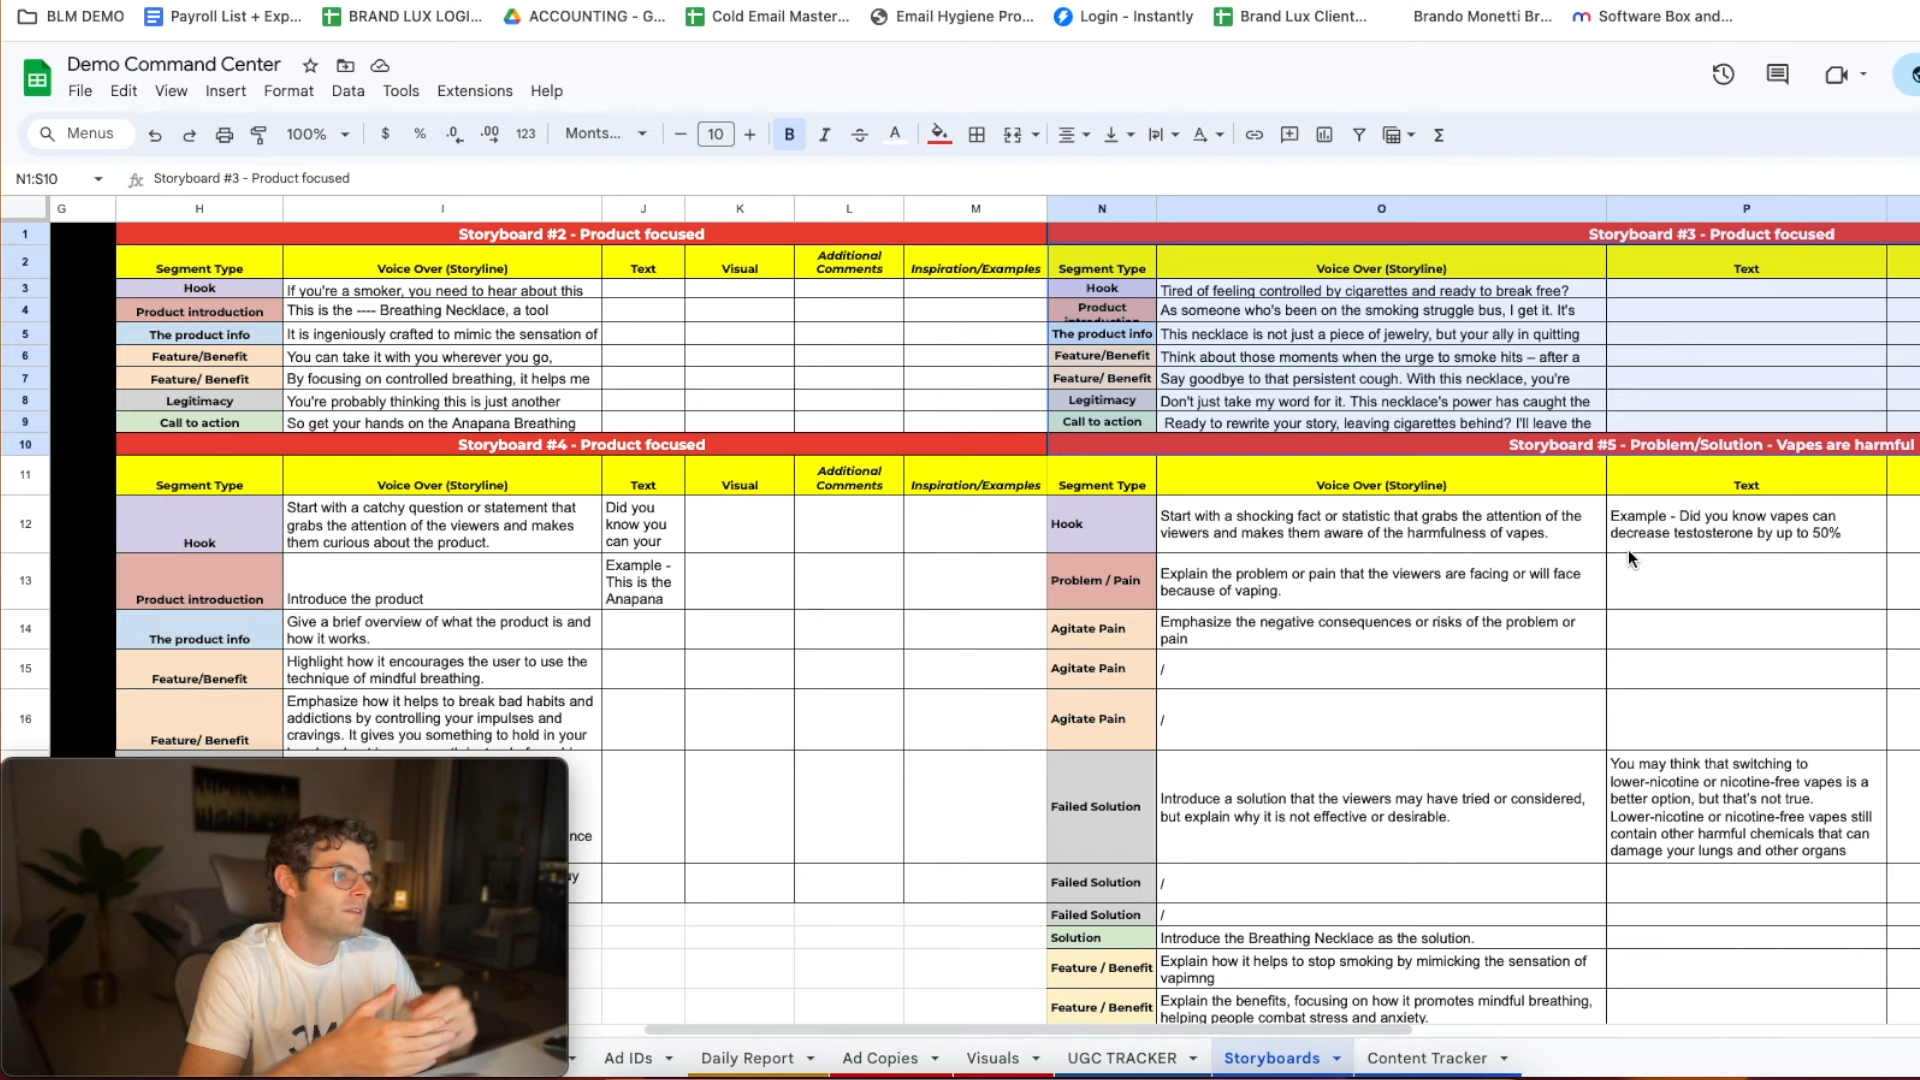 BLM DEMO Payroll List + Exp... BRAND LUX LOGI... ACCOUNTING - G... Cold Email Master... Email Hygiene Pro... Login - Instantly Brand Lux Client... Brando Monetti Br... Software Box and...
Demo Command Center
File Edit View Insert Format Data Tools Extensions Help
Menus 100% $ % .0 .00 123 Monts... − 10 + B I A Σ
N1:S10 fx Storyboard #3 - Product focused
G H I J K L M N O P
1 Storyboard #2 - Product focused Storyboard #3 - Product focused
2 Segment Type Voice Over (Storyline) Text Visual Additional Comments Inspiration/Examples Segment Type Voice Over (Storyline) Text
3 Hook If you're a smoker, you need to hear about this Hook Tired of feeling controlled by cigarettes and ready to break free?
4 Product introduction This is the ---- Breathing Necklace, a tool Product introduction As someone who's been on the smoking struggle bus, I get it. It's
5 The product info It is ingeniously crafted to mimic the sensation of The product info This necklace is not just a piece of jewelry, but your ally in quitting
6 Feature/Benefit You can take it with you wherever you go, Feature/Benefit Think about those moments when the urge to smoke hits – after a
7 Feature/ Benefit By focusing on controlled breathing, it helps me Feature/ Benefit Say goodbye to that persistent cough. With this necklace, you're
8 Legitimacy You're probably thinking this is just another Legitimacy Don't just take my word for it. This necklace's power has caught the
9 Call to action So get your hands on the Anapana Breathing Call to action Ready to rewrite your story, leaving cigarettes behind? I'll leave the
10 Storyboard #4 - Product focused Storyboard #5 - Problem/Solution - Vapes are harmful
11 Segment Type Voice Over (Storyline) Text Visual Additional Comments Inspiration/Examples Segment Type Voice Over (Storyline) Text
12 Hook
Start with a catchy question or statement that
grabs the attention of the viewers and makes
them curious about the product.
Did you
know you
can your
Hook
Start with a shocking fact or statistic that grabs the attention of the
viewers and makes them aware of the harmfulness of vapes.
Example - Did you know vapes can
decrease testosterone by up to 50%
13 Product introduction Introduce the product
Example -
This is the
Anapana
Problem / Pain
Explain the problem or pain that the viewers are facing or will face
because of vaping.
14 The product info
Give a brief overview of what the product is and
how it works.
Agitate Pain
Emphasize the negative consequences or risks of the problem or
pain
15 Feature/Benefit
Highlight how it encourages the user to use the
technique of mindful breathing.
Agitate Pain /
16 Feature/ Benefit
Emphasize how it helps to break bad habits and
addictions by controlling your impulses and
cravings. It gives you something to hold in your
Agitate Pain /
nce
Failed Solution
Introduce a solution that the viewers may have tried or considered,
but explain why it is not effective or desirable.
You may think that switching to
lower-nicotine or nicotine-free vapes is a
better option, but that's not true.
Lower-nicotine or nicotine-free vapes still
contain other harmful chemicals that can
damage your lungs and other organs
uy
Failed Solution /
Failed Solution /
Solution Introduce the Breathing Necklace as the solution.
Feature / Benefit
Explain how it helps to stop smoking by mimicking the sensation of
vapimng
Feature / Benefit
Explain the benefits, focusing on how it promotes mindful breathing,
helping people combat stress and anxiety.
Ad IDs Daily Report Ad Copies Visuals UGC TRACKER Storyboards Content Tracker